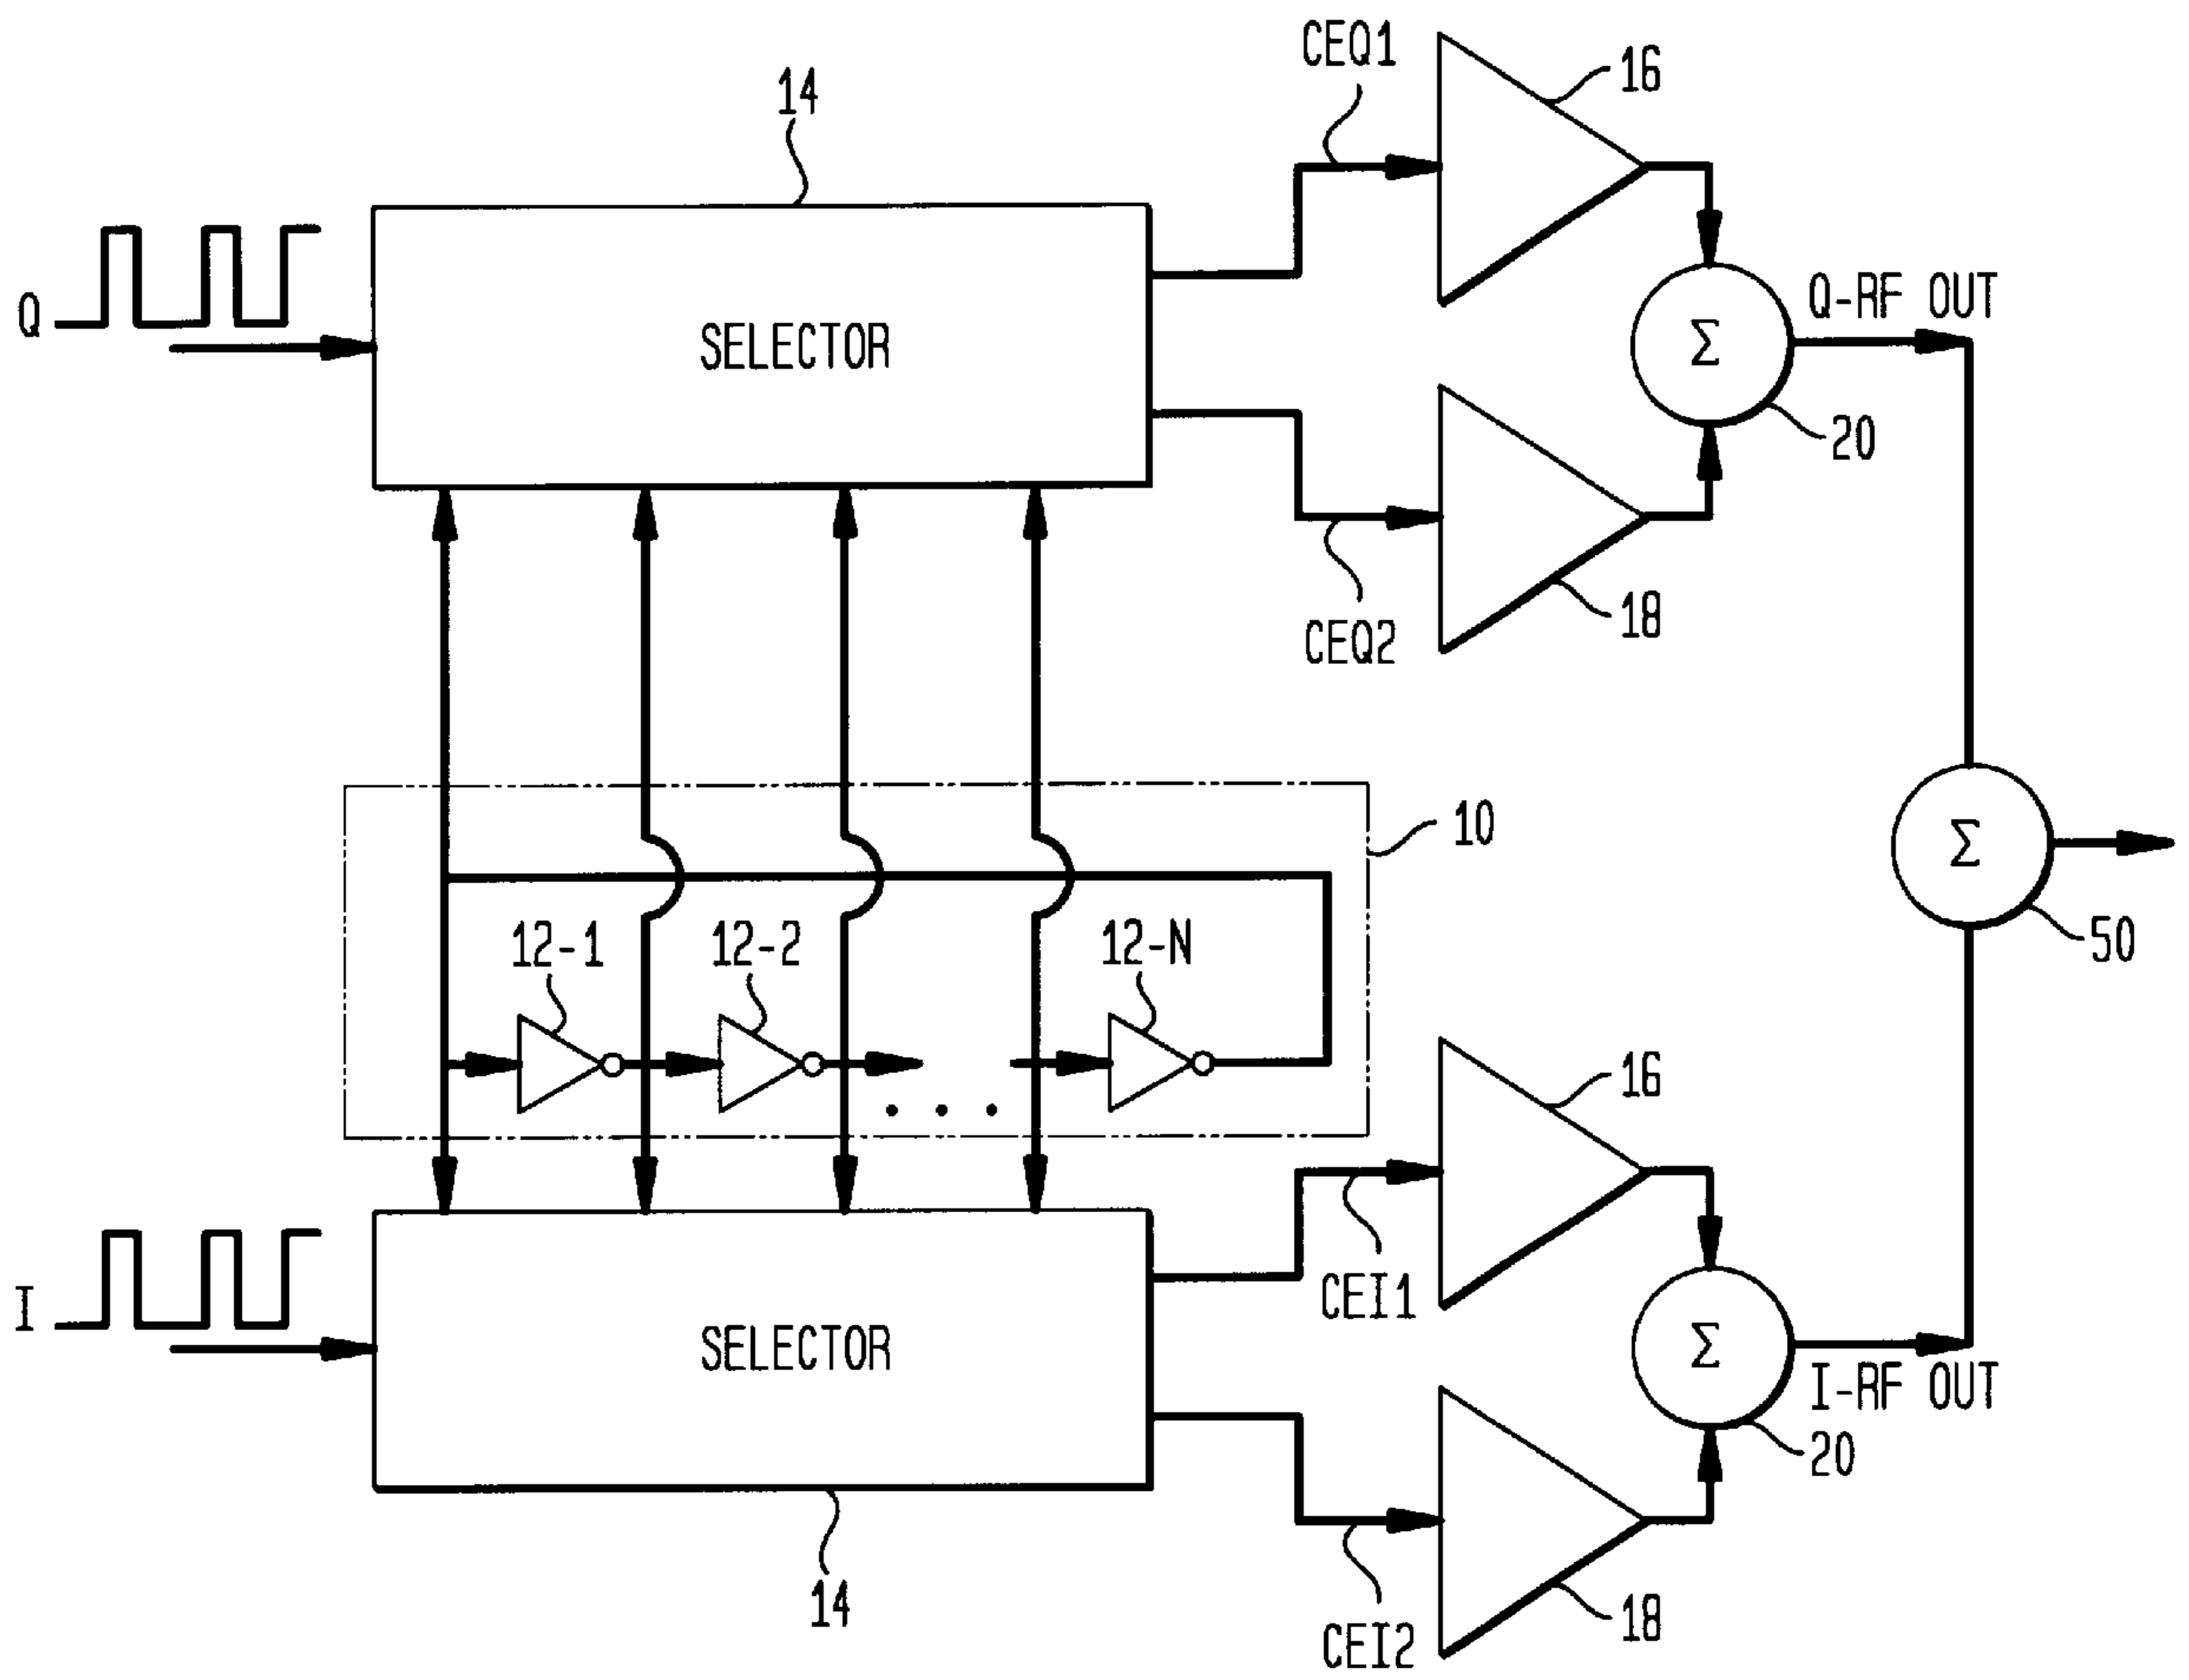 CEQ1
16
14
Q
SELECTOR
Σ
Q-RF OUT
20
CEQ2
18
10
Σ
50
12-1
12-2
12-N
. . .
16
I
SELECTOR
CEI1
Σ
I-RF OUT
20
14
CEI2
18